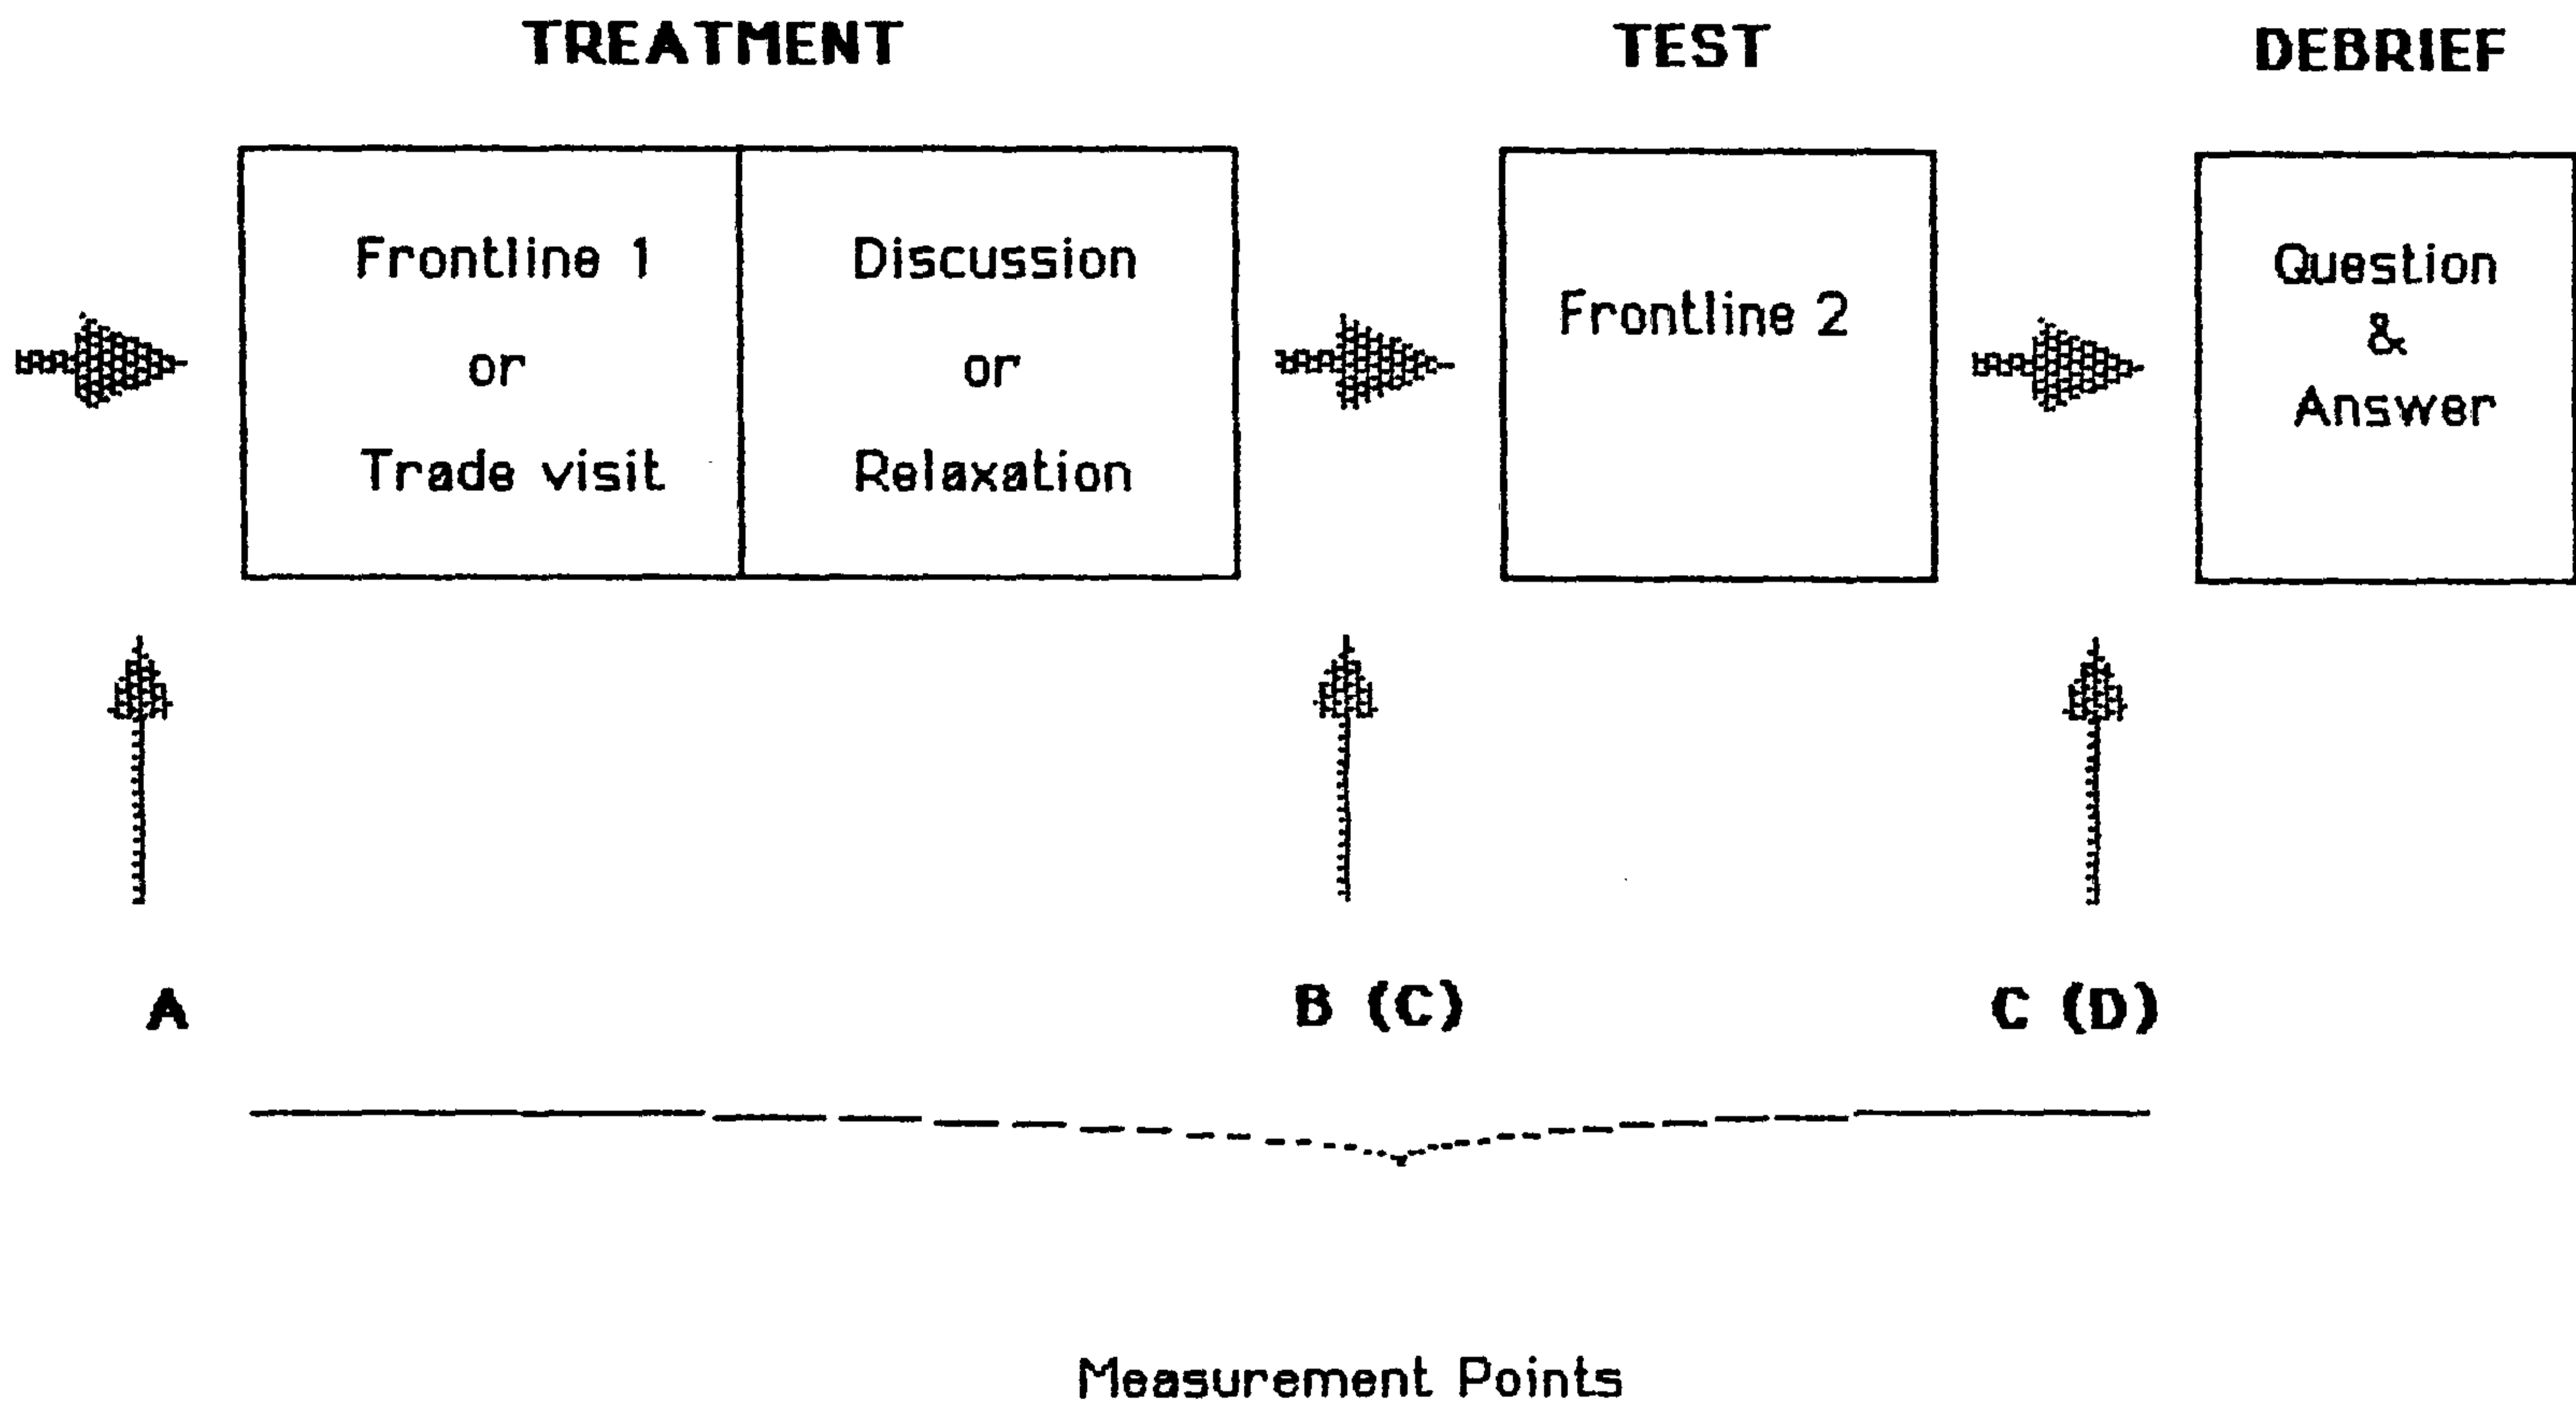 TREATMENT
TEST
DEBRIEF
Frontline 1
or
Trade visit
Discussion
or
Relaxation
Frontline 2
Question
&
Answer
A
B (C)
C (D)
Measurement Points